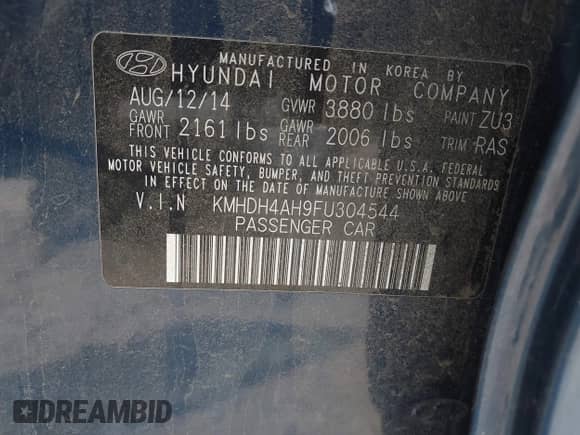 MANUFACTURED IN KOREA BY
HYUNDAI MOTOR COMPANY
AUG/12/14 GVWR 3880 lbs PAINT ZU3
GAWR FRONT 2161 lbs GAWR REAR 2006 lbs TRIM RAS
THIS VEHICLE CONFORMS TO ALL APPLICABLE U.S.A. FEDERAL
MOTOR VEHICLE SAFETY, BUMPER, AND THEFT PREVENTION STANDARDS
IN EFFECT ON THE DATE OF MANUFACTURE SHOWN ABOVE
V.I.N KMHDH4AH9FU304544
PASSENGER CAR
DREAMBID